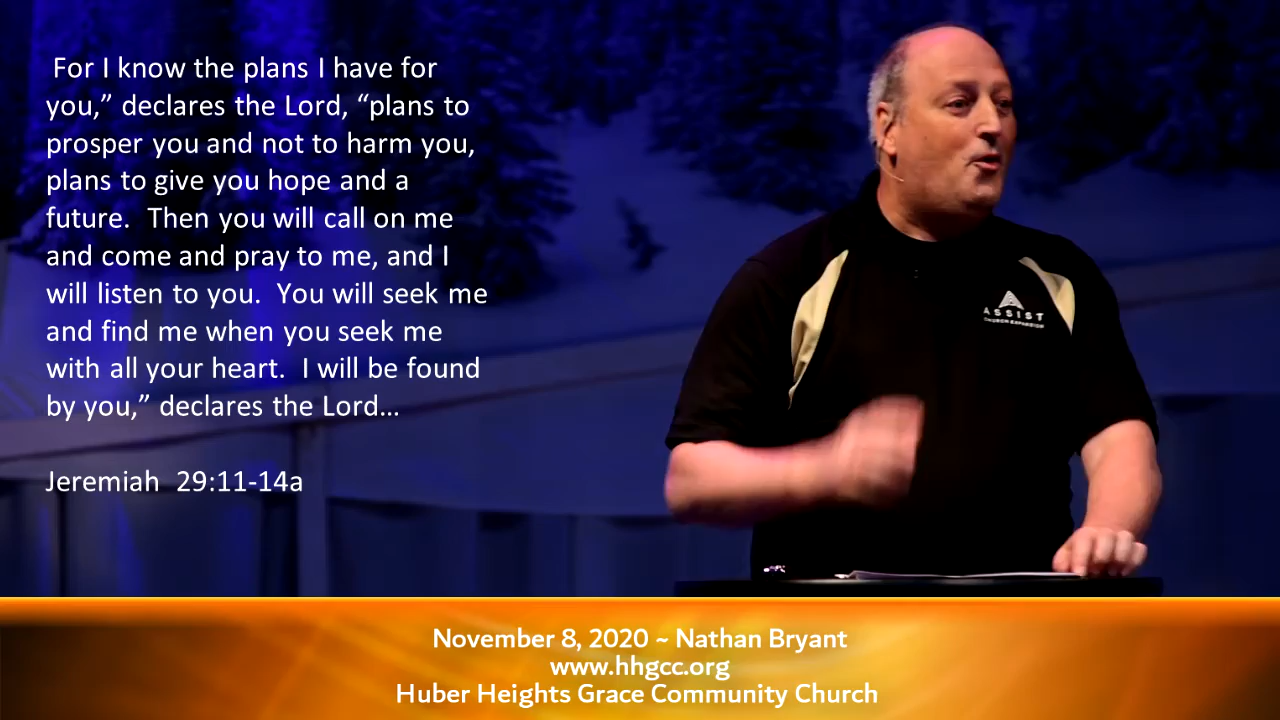 For I know the plans I have for
you,” declares the Lord, “plans to
prosper you and not to harm you,
plans to give you hope and a
future.  Then you will call on me
and come and pray to me, and I
will listen to you.  You will seek me
and find me when you seek me
with all your heart.  I will be found
by you,” declares the Lord…
Jeremiah  29:11-14a
ASSIST
CHURCH EXPANSION
November 8, 2020 ~ Nathan Bryant
www.hhgcc.org
Huber Heights Grace Community Church